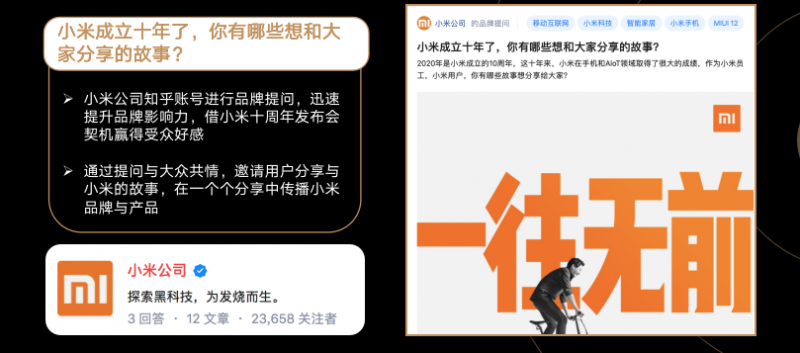 小米成立十年了，你有哪些想和大
家分享的故事？
小米公司知乎账号进行品牌提问，迅速
提升品牌影响力，借小米十周年发布会
契机赢得受众好感
通过提问与大众共情，邀请用户分享与
小米的故事，在一个个分享中传播小米
品牌与产品
小米公司
探索黑科技，为发烧而生。
3 回答 · 12 文章 · 23,658 关注者
小米公司 的品牌提问 移动互联网 小米科技 智能家居 小米手机 MIUI 12
小米成立十年了，你有哪些想和大家分享的故事？
2020年是小米成立的10周年，这十年来，小米在手机和AIoT领域取得了很大的成绩，作为小米员
工，小米用户，你有哪些故事想分享给大家?
一往无前